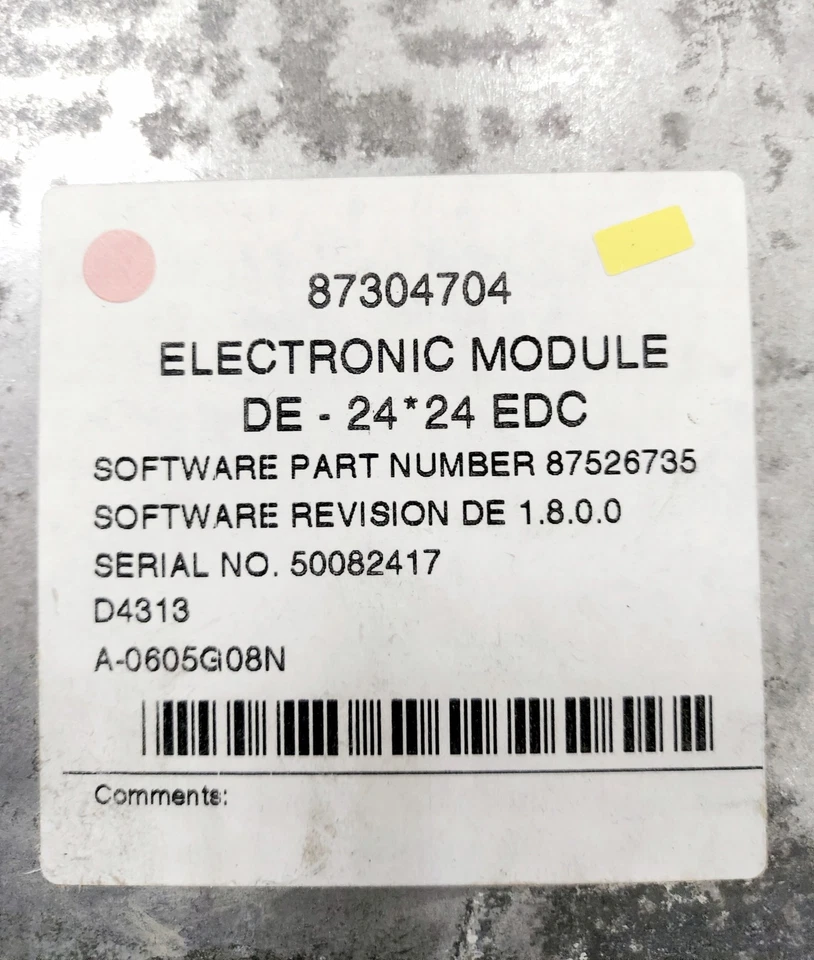 87304704
ELECTRONIC MODULE
DE - 24*24 EDC
SOFTWARE PART NUMBER 87526735
SOFTWARE REVISION DE 1.8.0.0
SERIAL NO. 50082417
D4313
A-0605G08N
Comments: